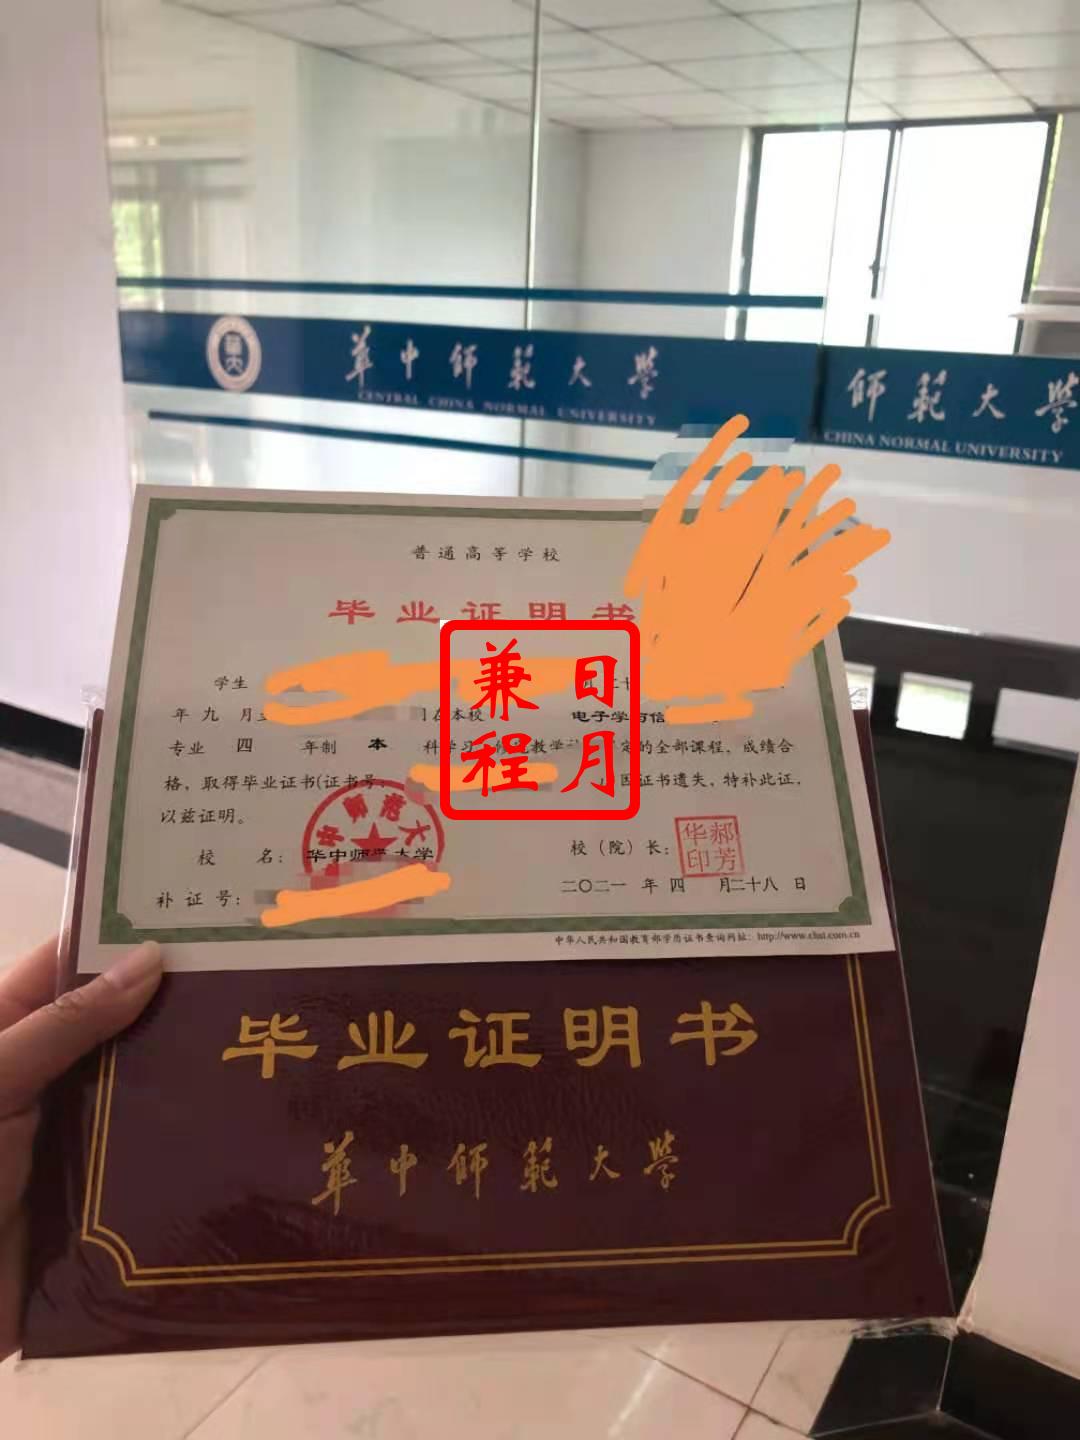 華中師範大學
CENTRAL CHINA NORMAL UNIVERSITY
師範大學
CHINA NORMAL UNIVERSITY
普通高等学校
毕业证明书
学生
年九月
在本校
电子学与信
专业四年制本科学习
定的全部课程，成绩合
格，取得毕业证书(证书号：
因证书遗失，特补此证，
以兹证明。
校名：华中师范大学
校（院）长：
华郝
印芳
中师范大
补证号：
二〇二一年四月二十八日
中华人民共和国教育部学历证书查询网址：http://www.chsi.com.cn
日月兼程
毕业证明书
華中師範大學